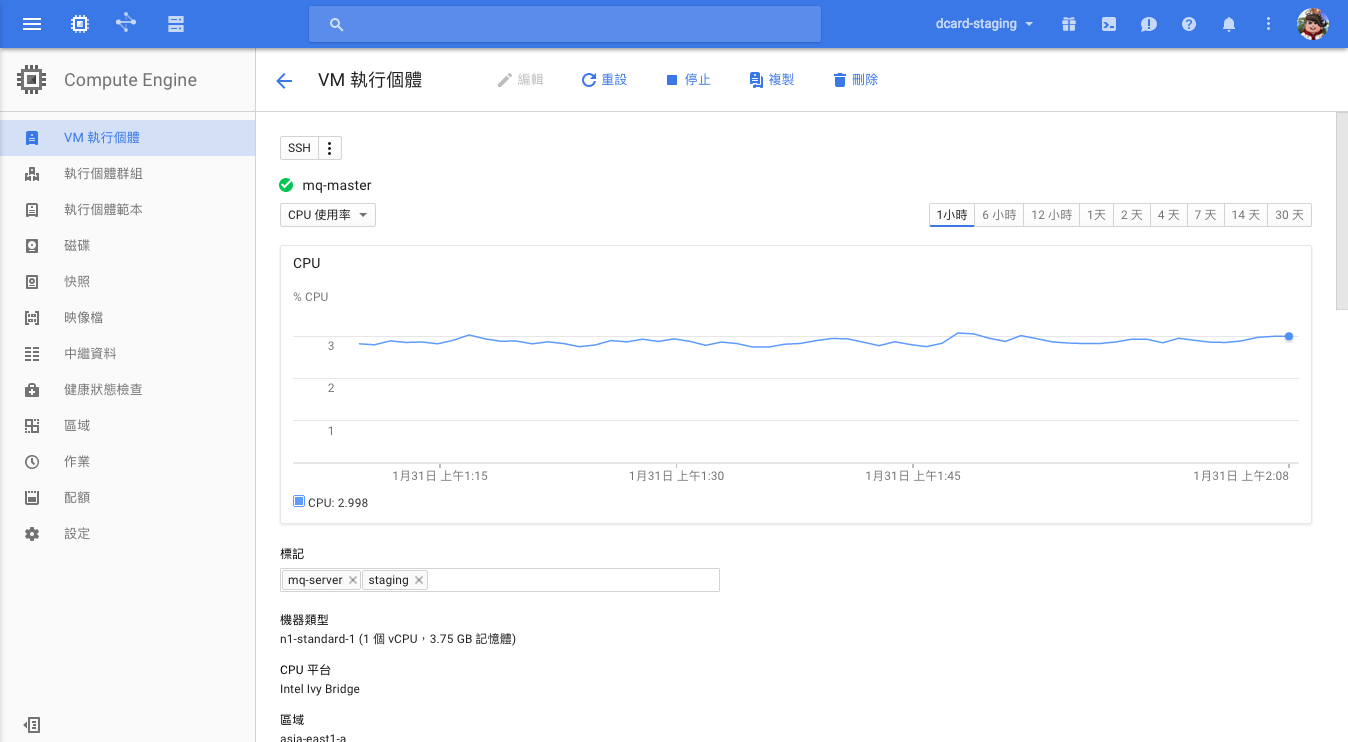 dcard-staging
Compute Engine
VM 執行個體 編輯 重設 停止 複製 刪除
VM 執行個體
執行個體群組
執行個體範本
磁碟
快照
映像檔
中繼資料
健康狀態檢查
區域
作業
配額
設定
SSH
mq-master
CPU 使用率 1小時 6 小時 12 小時 1天 2 天 4 天 7 天 14 天 30 天
CPU
% CPU
3
2
1
1月31日 上午1:15 1月31日 上午1:30 1月31日 上午1:45 1月31日 上午2:08
CPU: 2.998
標記
mq-server staging
機器類型
n1-standard-1 (1 個 vCPU，3.75 GB 記憶體)
CPU 平台
Intel Ivy Bridge
區域
asia-east1-a